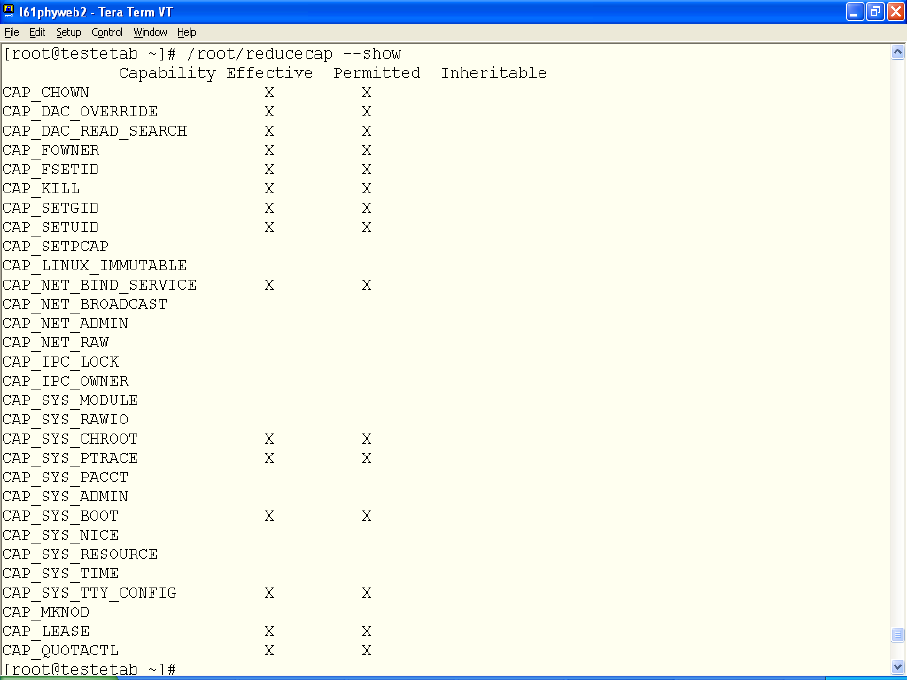 l61phyweb2 - Tera Term VT
File Edit Setup Control Window Help
[root@testetab ~]# /root/reducecap --show
Capability Effective Permitted Inheritable
CAP_CHOWN X X
CAP_DAC_OVERRIDE X X
CAP_DAC_READ_SEARCH X X
CAP_FOWNER X X
CAP_FSETID X X
CAP_KILL X X
CAP_SETGID X X
CAP_SETUID X X
CAP_SETPCAP
CAP_LINUX_IMMUTABLE
CAP_NET_BIND_SERVICE X X
CAP_NET_BROADCAST
CAP_NET_ADMIN
CAP_NET_RAW
CAP_IPC_LOCK
CAP_IPC_OWNER
CAP_SYS_MODULE
CAP_SYS_RAWIO
CAP_SYS_CHROOT X X
CAP_SYS_PTRACE X X
CAP_SYS_PACCT
CAP_SYS_ADMIN
CAP_SYS_BOOT X X
CAP_SYS_NICE
CAP_SYS_RESOURCE
CAP_SYS_TIME
CAP_SYS_TTY_CONFIG X X
CAP_MKNOD
CAP_LEASE X X
CAP_QUOTACTL X X
[root@testetab ~]#